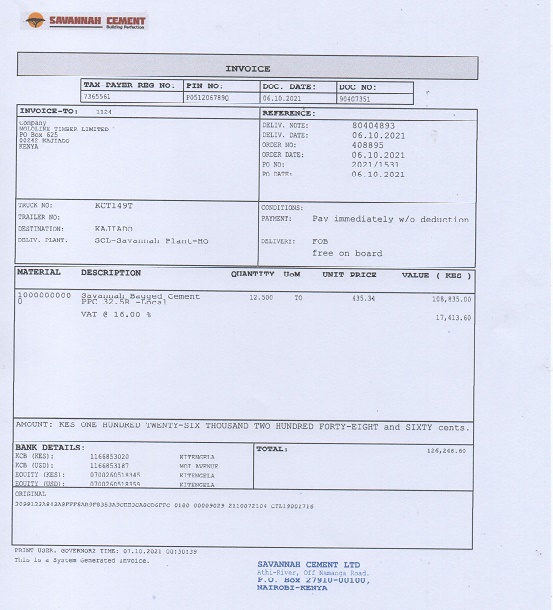 SAVANNAH CEMENT
Building Perfection
INVOICE
TAX PAYER REG NO. PIN NO: DOC. DATE: DOC NO:
7365561 P051206789Q 06.10.2021 90407351
INVOICE-TO: 1124
REFERENCE:
Company
TIMBER LIMITED
PO Box 625
KAJIADO
KENYA
DELIV. NOTE: 80404893
DELIV. DATE: 06.10.2021
ORDER NO: 408895
ORDER DATE: 06.10.2021
PO NO: 2021/1531
PO DATE: 06.10.2021
TRUCK NO: KCT149T
TRAILER NO:
DESTINATION: KAJIADO
DELIV. PLANT. SCL-Savannah Plant-MO
CONDITIONS:
PAYMENT: Pay immediately w/o deduction
DELIVERY: FOB
free on board
MATERIAL DESCRIPTION QUANTITY UoM UNIT PRICE VALUE ( KES )
1000000000 Savannah Bagged Cement 12.500 TO 435.34 108,835.00
0 PPC 32.5R -Local
VAT @ 16.00 % 17,413.60
AMOUNT: KES ONE HUNDRED TWENTY-SIX THOUSAND TWO HUNDRED FORTY-EIGHT and SIXTY cents.
BANK DETAILS:
KCB (KES): 1166853020 KITENGELA
KCB (USD): 1166853187 MOI AVENUE
EQUITY (KES): 0700260518345 KITENGELA
EQUITY (USD): 0700260518359 KITENGELA
TOTAL: 126,248.60
ORIGINAL
PRINT USER. GOVERNOR2 TIME: 07.10.2021 00:30:39
This is a System Generated Invoice.
SAVANNAH CEMENT LTD
Athi-River, Off Namanga Road.
P.O. Box 27910-00100,
NAIROBI-KENYA